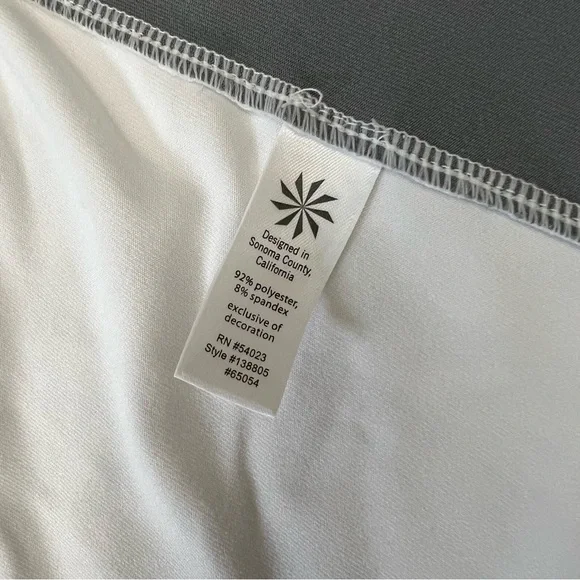 Designed in
Sonoma County,
California
92% polyester,
8% spandex
exclusive of
decoration
RN #54023
Style #138805
#65054